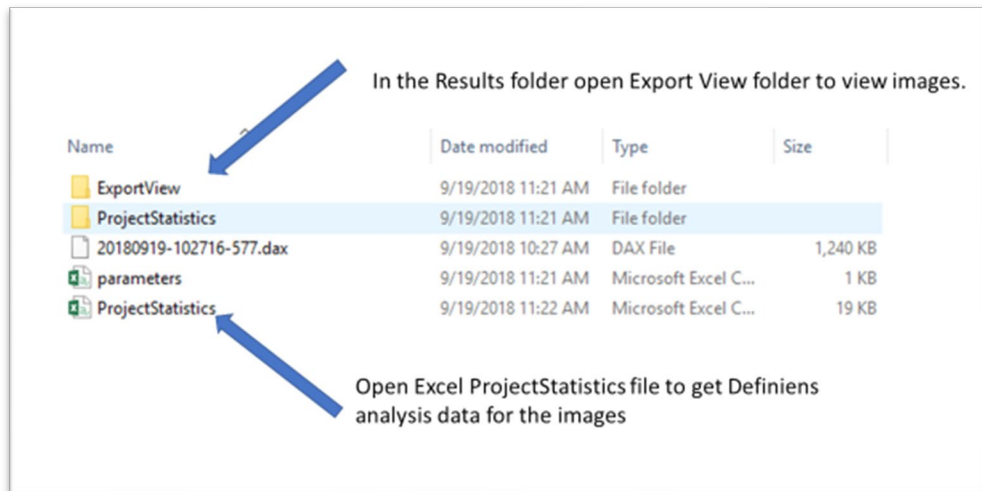 In the Results folder open Export View folder to view images.
Name Date modified Type Size
ExportView 9/19/2018 11:21 AM File folder
ProjectStatistics 9/19/2018 11:21 AM File folder
20180919-102716-577.dax 9/19/2018 10:27 AM DAX File 1,240 KB
parameters 9/19/2018 11:21 AM Microsoft Excel C... 1 KB
ProjectStatistics 9/19/2018 11:22 AM Microsoft Excel C... 19 KB
Open Excel ProjectStatistics file to get Definiens
analysis data for the images